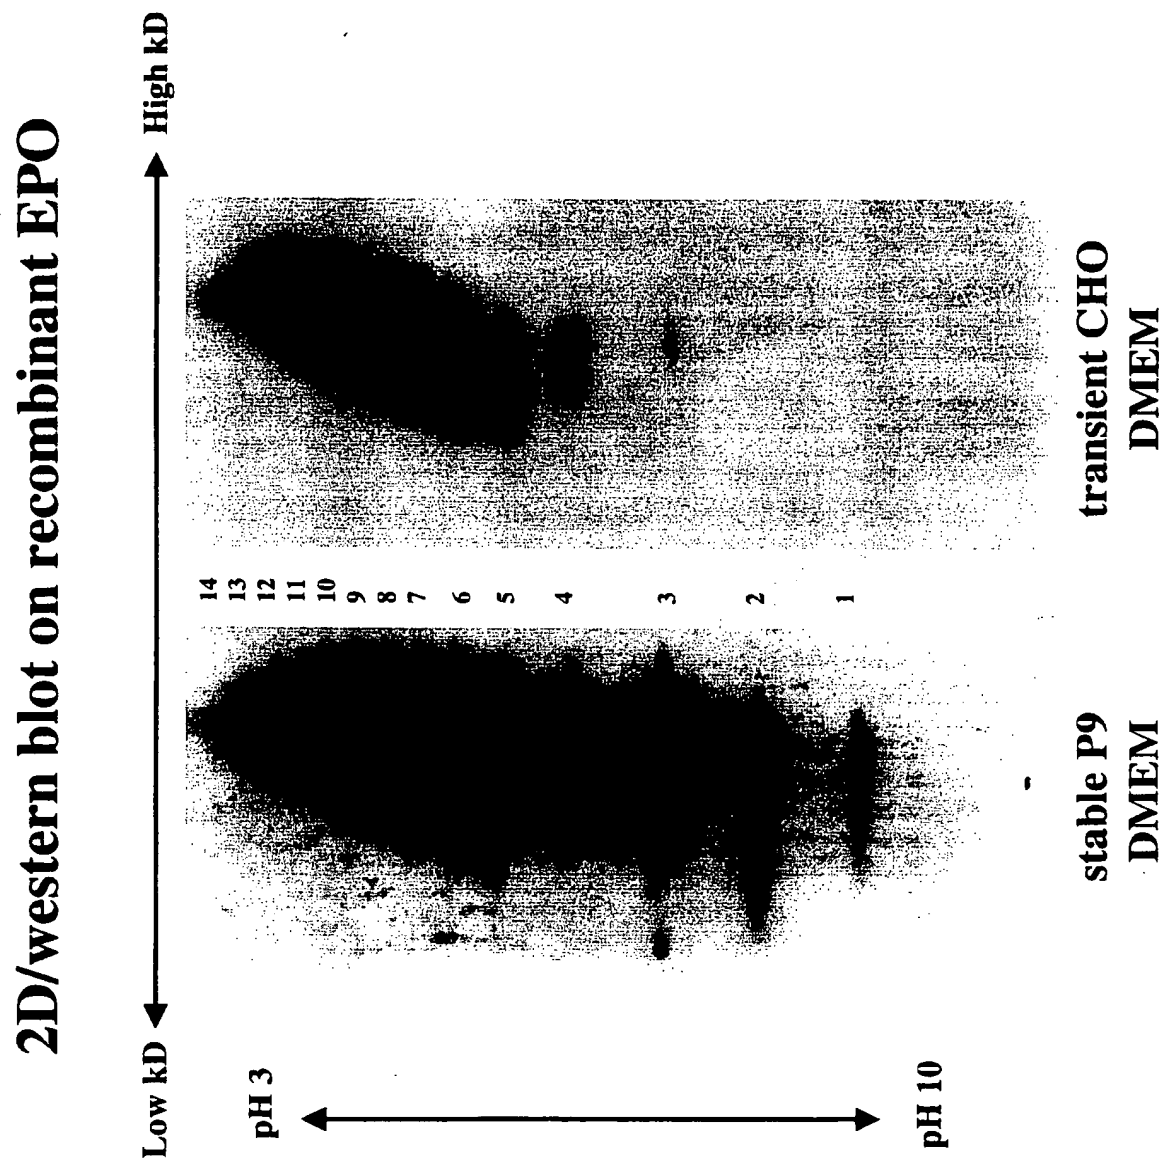 2D/western blot on recombinant EPO
Low kD
High kD
pH 3
pH 10
14
13
12
11
10
9
8
7
6
5
4
3
2
1
stable P9
DMEM
transient CHO
DMEM